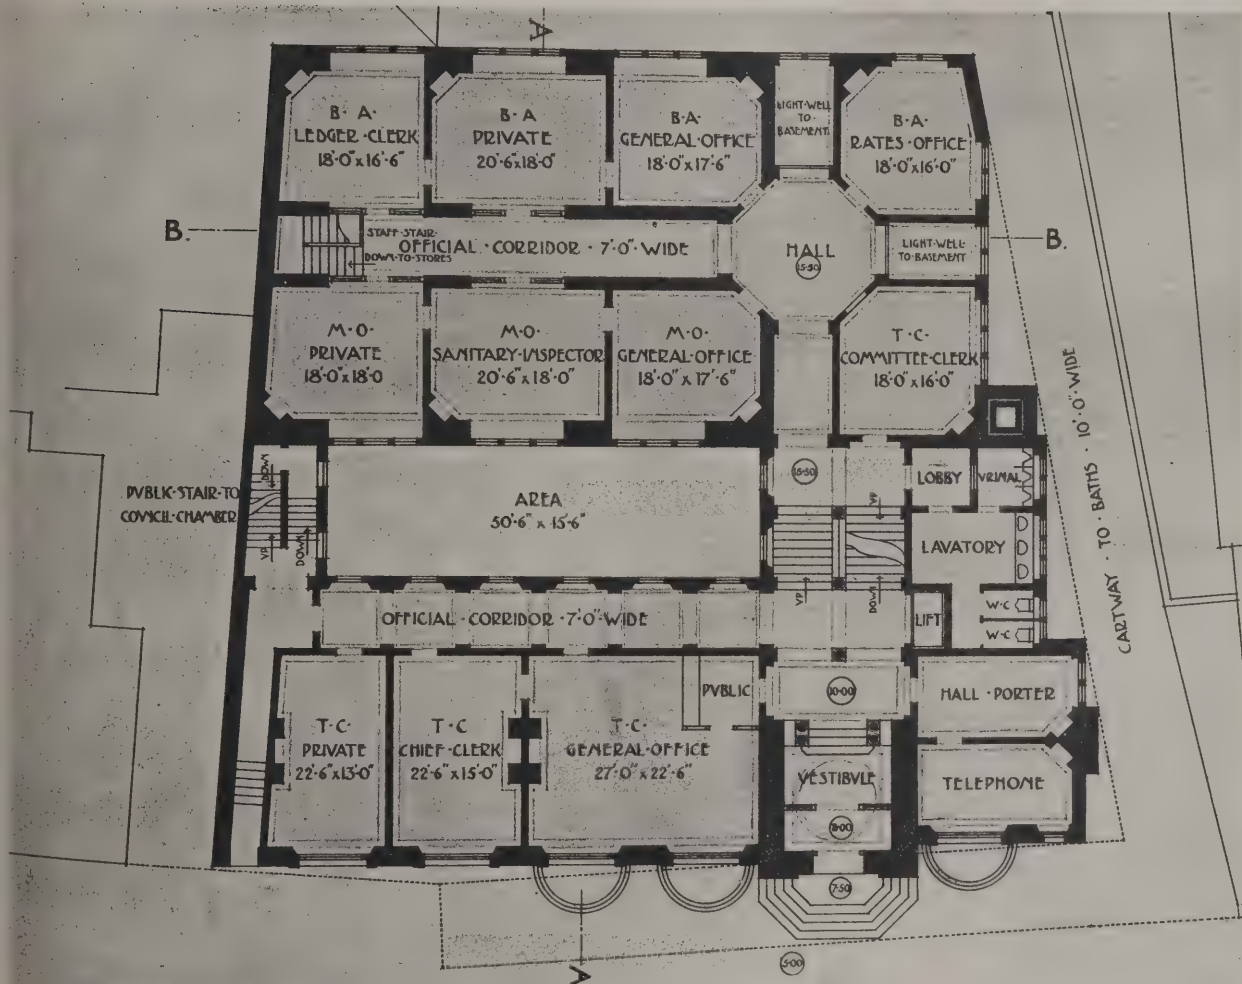 A
B·A·
LEDGER·CLERK
18'·0"x16'·6"
B·A
PRIVATE
20'·6"x18'·0"
B·A·
GENERAL·OFFICE
18'·0"x17'·6"
LIGHT·WELL
TO·
BASEMENT
B·A·
RATES·OFFICE
18'·0"x16'·0"
B.
STAFF·STAIR·
DOWN·TO·STORES
OFFICIAL·CORRIDOR·7'·0"·WIDE
HALL
15·50
LIGHT·WELL·
TO·BASEMENT
B.
M·O·
PRIVATE
18'·0"x18'·0
M·O·
SANITARY·INSPECTOR
20'·6"x18'·0"
M·O·
GENERAL·OFFICE
18'·0"x17'·6"
T·C·
COMMITTEE·CLERK
18'·0"x16'·0"
CARTWAY·TO·BATHS·10'·0"·WIDE
PVBLIC·STAIR·TO
COVNCIL·CHAMBER
DOWN
VP
DOWN
AREA
50'·6" x 15'·6"
15·50
VP
VP
DOWN
LOBBY
VRINAL
LAVATORY
LIFT
W·C
W·C
OFFICIAL·CORRIDOR·7'·0"·WIDE
T·C·
PRIVATE
22'·6"x13'·0"
T·C
CHIEF·CLERK
22'·6"x15'·0"
T·C·
GENERAL·OFFICE
27'·0"x22'·6"
PVBLIC
10·00
HALL·PORTER
VESTIBVLE
TELEPHONE
8·00
7·50
5·00
A